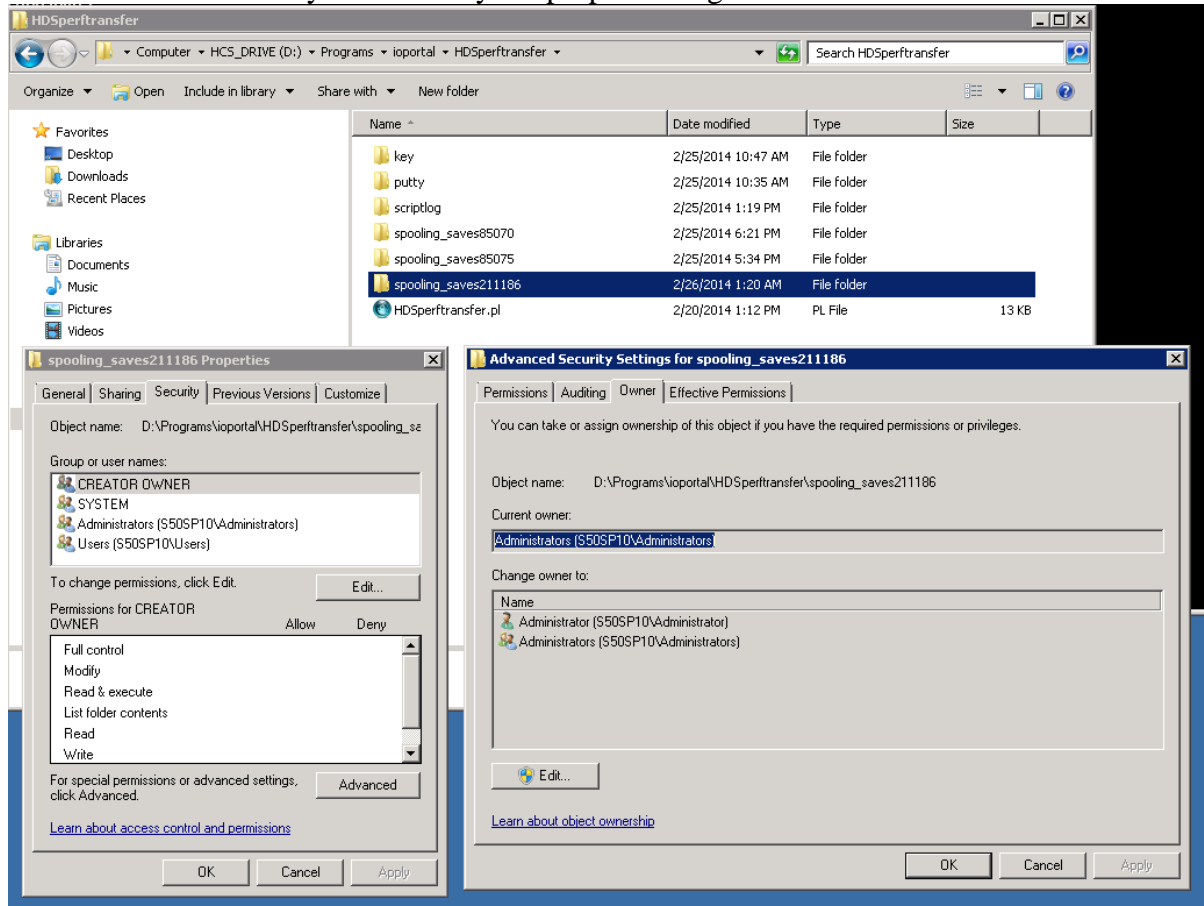 HDSperftransfer
Computer HCS_DRIVE (D:) Programs ioportal HDSperftransfer
Search HDSperftransfer
Organize Open Include in library Share with New folder
Name Date modified Type Size
Favorites
Desktop
Downloads
Recent Places
Libraries
Documents
Music
Pictures
Videos
key 2/25/2014 10:47 AM File folder
putty 2/25/2014 10:35 AM File folder
scriptlog 2/25/2014 1:19 PM File folder
spooling_saves85070 2/25/2014 6:21 PM File folder
spooling_saves85075 2/25/2014 5:34 PM File folder
spooling_saves211186 2/26/2014 1:20 AM File folder
HDSperftransfer.pl 2/20/2014 1:12 PM PL File 13 KB
spooling_saves211186 Properties
General Sharing Security Previous Versions Customize
Object name: D:\Programs\ioportal\HDSperftransfer\spooling_sa
Group or user names:
CREATOR OWNER
SYSTEM
Administrators (S50SP10\Administrators)
Users (S50SP10\Users)
To change permissions, click Edit.
Edit...
Permissions for CREATOR
OWNER Allow Deny
Full control
Modify
Read & execute
List folder contents
Read
Write
For special permissions or advanced settings,
click Advanced.
Advanced
Learn about access control and permissions
OK Cancel Apply
Advanced Security Settings for spooling_saves211186
Permissions Auditing Owner Effective Permissions
You can take or assign ownership of this object if you have the required permissions or privileges.
Object name: D:\Programs\ioportal\HDSperftransfer\spooling_saves211186
Current owner:
Administrators (S50SP10\Administrators)
Change owner to:
Name
Administrator (S50SP10\Administrator)
Administrators (S50SP10\Administrators)
Edit...
Learn about object ownership
OK Cancel Apply